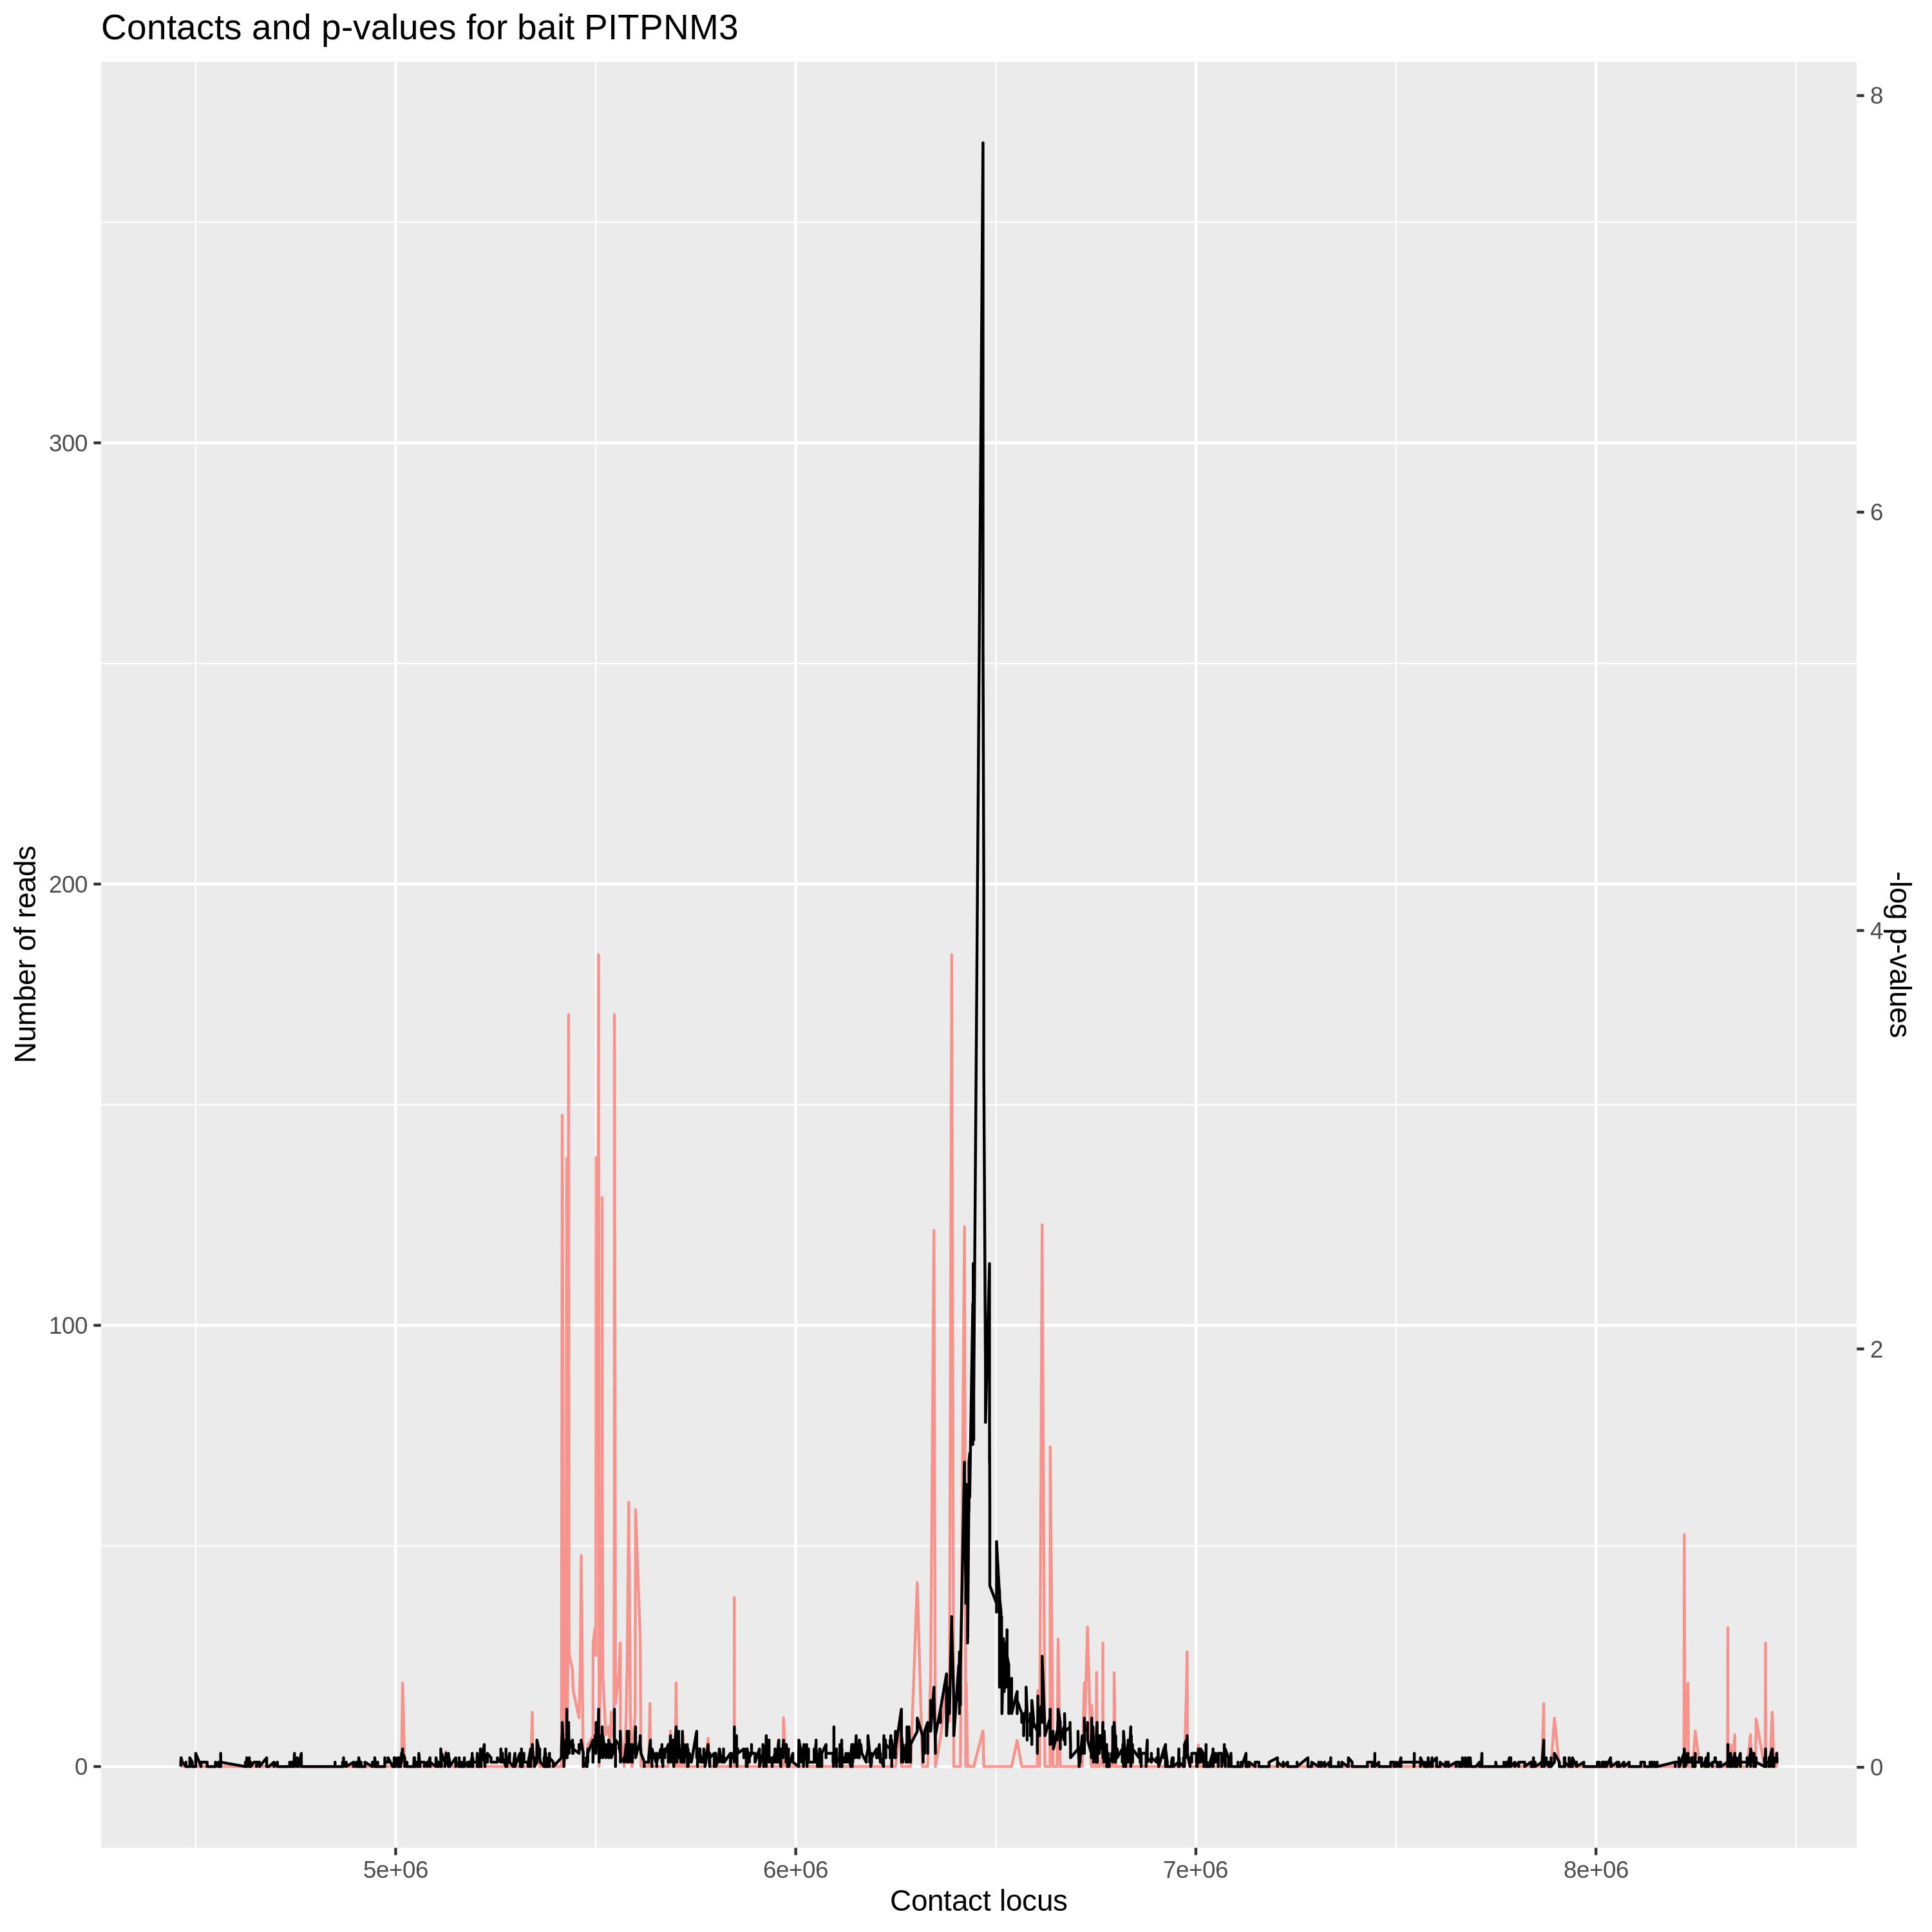 Contacts and p-values for bait PITPNM3
8
300
6
200
Number of reads
4
-log p-values
100
2
0
0
5e+06
6e+06
7e+06
8e+06
Contact locus